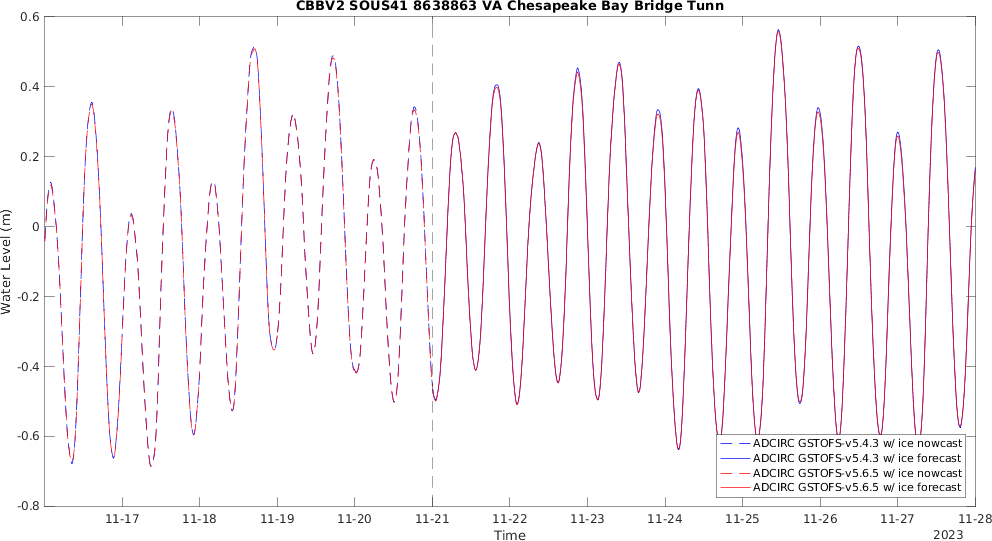 CBBV2 SOUS41 8638863 VA Chesapeake Bay Bridge Tunn
0.6
0.4
0.2
0
-0.2
-0.4
-0.6
-0.8
Water Level (m)
ADCIRC GSTOFS-v5.4.3 w/ ice nowcast
ADCIRC GSTOFS-v5.4.3 w/ ice forecast
ADCIRC GSTOFS-v5.6.5 w/ ice nowcast
ADCIRC GSTOFS-v5.6.5 w/ ice forecast
11-17 11-18 11-19 11-20 11-21 11-22 11-23 11-24 11-25 11-26 11-27 11-28
Time
2023